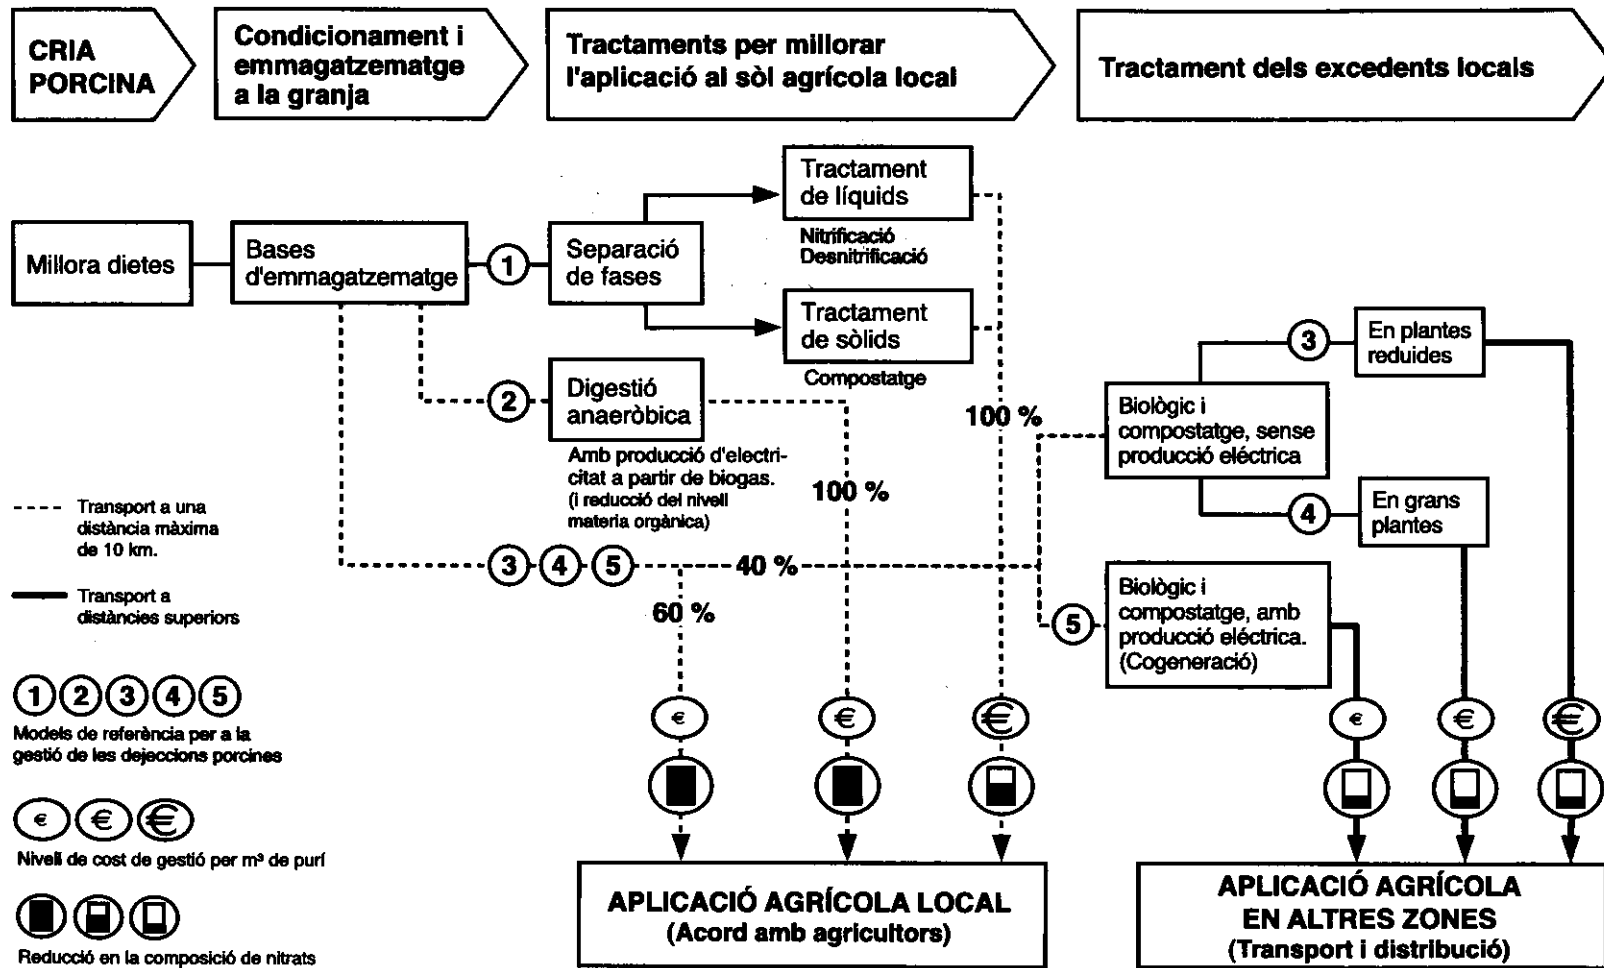 CRIA
PORCINA
Condicionament i
emmagatzematge
a la granja
Tractaments per millorar
l'aplicació al sòl agrícola local
Tractament dels excedents locals
Millora dietes
Bases
d'emmagatzematge
1
Separació
de fases
Tractament
de líquids
Nitrificació
Desnitrificació
Tractament
de sòlids
Compostatge
2
Digestió
anaeròbica
Amb producció d'electri-
citat a partir de biogas.
(i reducció del nivell
materia orgànica)
100 %
100 %
3 4 5
40 %
60 %
3
En plantes
reduides
Biològic i
compostatge, sense
producció eléctrica
4
En grans
plantes
5
Biològic i
compostatge, amb
producció eléctrica.
(Cogeneració)
Transport a una
distància màxima
de 10 km.
Transport a
distàncies superiors
1 2 3 4 5
Models de referència per a la
gestió de les dejeccions porcines
€ € €
Nivell de cost de gestió per m³ de purí
Reducció en la composició de nitrats
€ € €
€ € €
APLICACIÓ AGRÍCOLA LOCAL
(Acord amb agricultors)
APLICACIÓ AGRÍCOLA
EN ALTRES ZONES
(Transport i distribució)